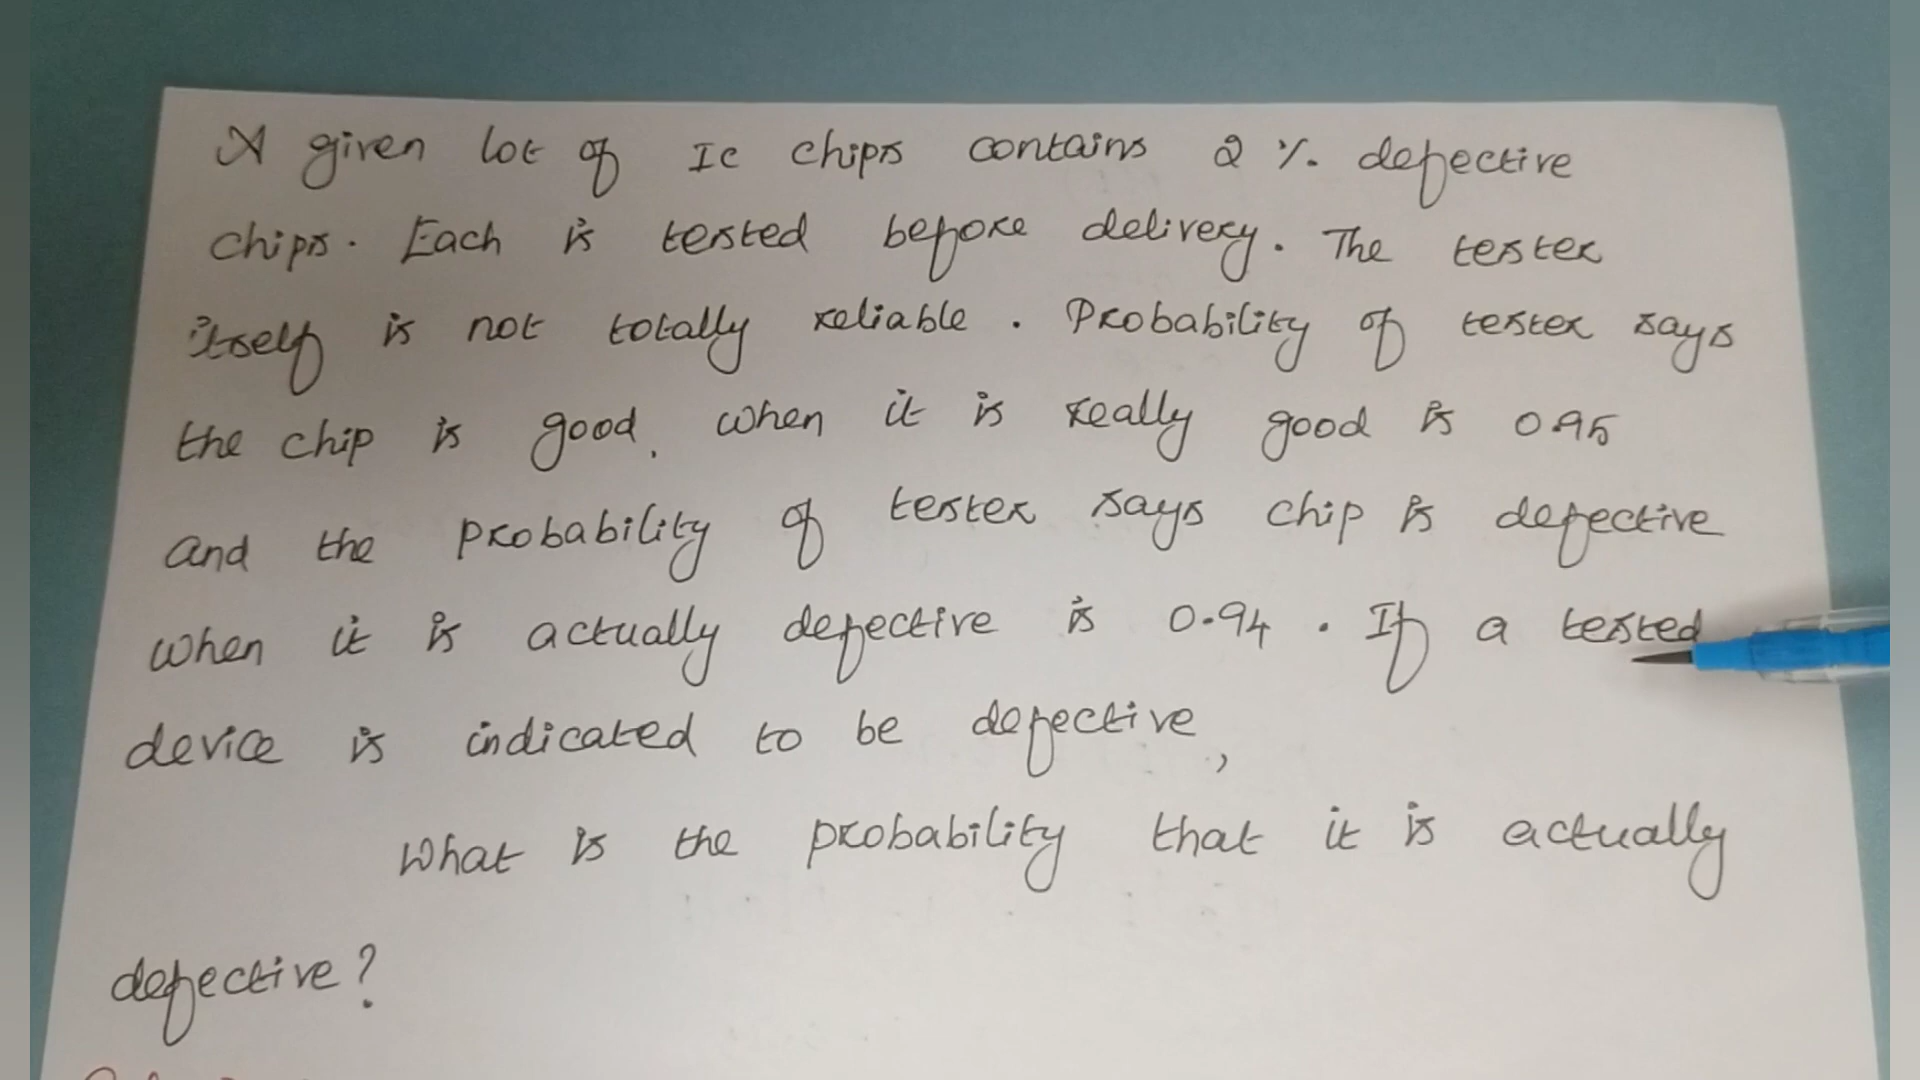 A given lot of Ic chips contains 2 %. defective
chips. Each is tested before delivery. The tester
itself is not totally reliable. Probability of tester says
the chip is good, when it is really good is 0.95
and the probability of tester says chip is defective
when it is actually defective is 0.94. If a tested
device is indicated to be defective,
What is the probability that it is actually
defective?